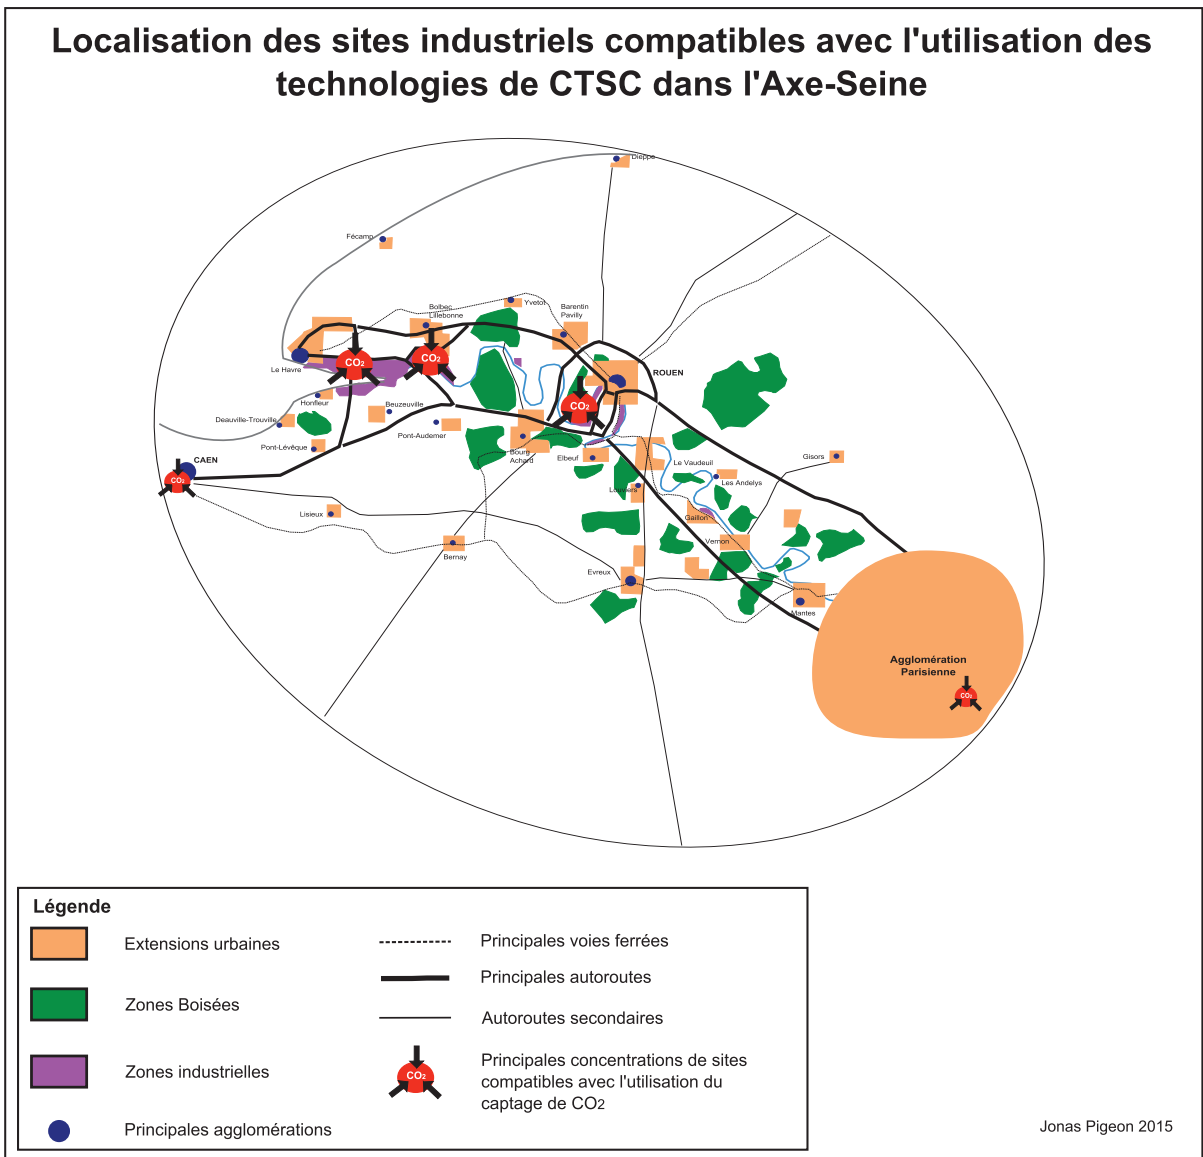 Localisation des sites industriels compatibles avec l'utilisation des
technologies de CTSC dans l'Axe-Seine
Dieppe
Fécamp
Yvetot
Bolbec
Lillebonne
Barentin
Pavilly
CO2
CO2
Le Havre
ROUEN
CO2
Honfleur
Beuzeuville
Deauville-Trouville
Pont-Audemer
Pont-Lévêque
Bourg
Achard
Elbeuf
Le Vaudeuil
Gisors
CAEN
CO2
Les Andelys
Louviers
Lisieux
Gaillon
Vernon
Bernay
Evreux
Mantes
Agglomération
Parisienne
CO2
Légende
Extensions urbaines
Zones Boisées
Zones industrielles
Principales agglomérations
Principales voies ferrées
Principales autoroutes
Autoroutes secondaires
CO2
Principales concentrations de sites
compatibles avec l'utilisation du
captage de CO2
Jonas Pigeon 2015